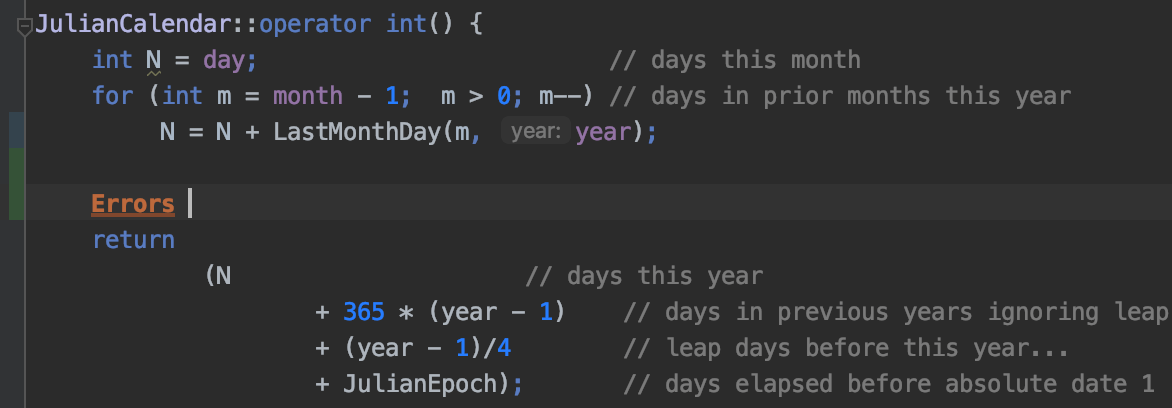 JulianCalendar::operator int() {
int N = day; // days this month
for (int m = month - 1; m > 0; m--) // days in prior months this year
N = N + LastMonthDay(m, year: year);
Errors
return
(N // days this year
+ 365 * (year - 1) // days in previous years ignoring leap
+ (year - 1)/4 // leap days before this year...
+ JulianEpoch); // days elapsed before absolute date 1